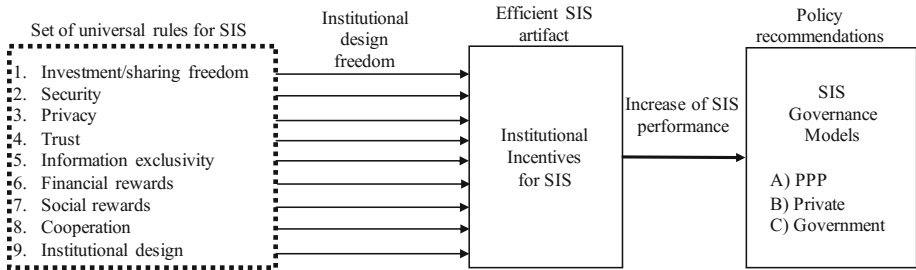 Set of universal rules for SIS
1. Investment/sharing freedom
2. Security
3. Privacy
4. Trust
5. Information exclusivity
6. Financial rewards
7. Social rewards
8. Cooperation
9. Institutional design
Institutional
design
freedom
Efficient SIS
artifact
Institutional
Incentives
for SIS
Increase of SIS
performance
Policy
recommendations
SIS
Governance
Models
A) PPP
B) Private
C) Government